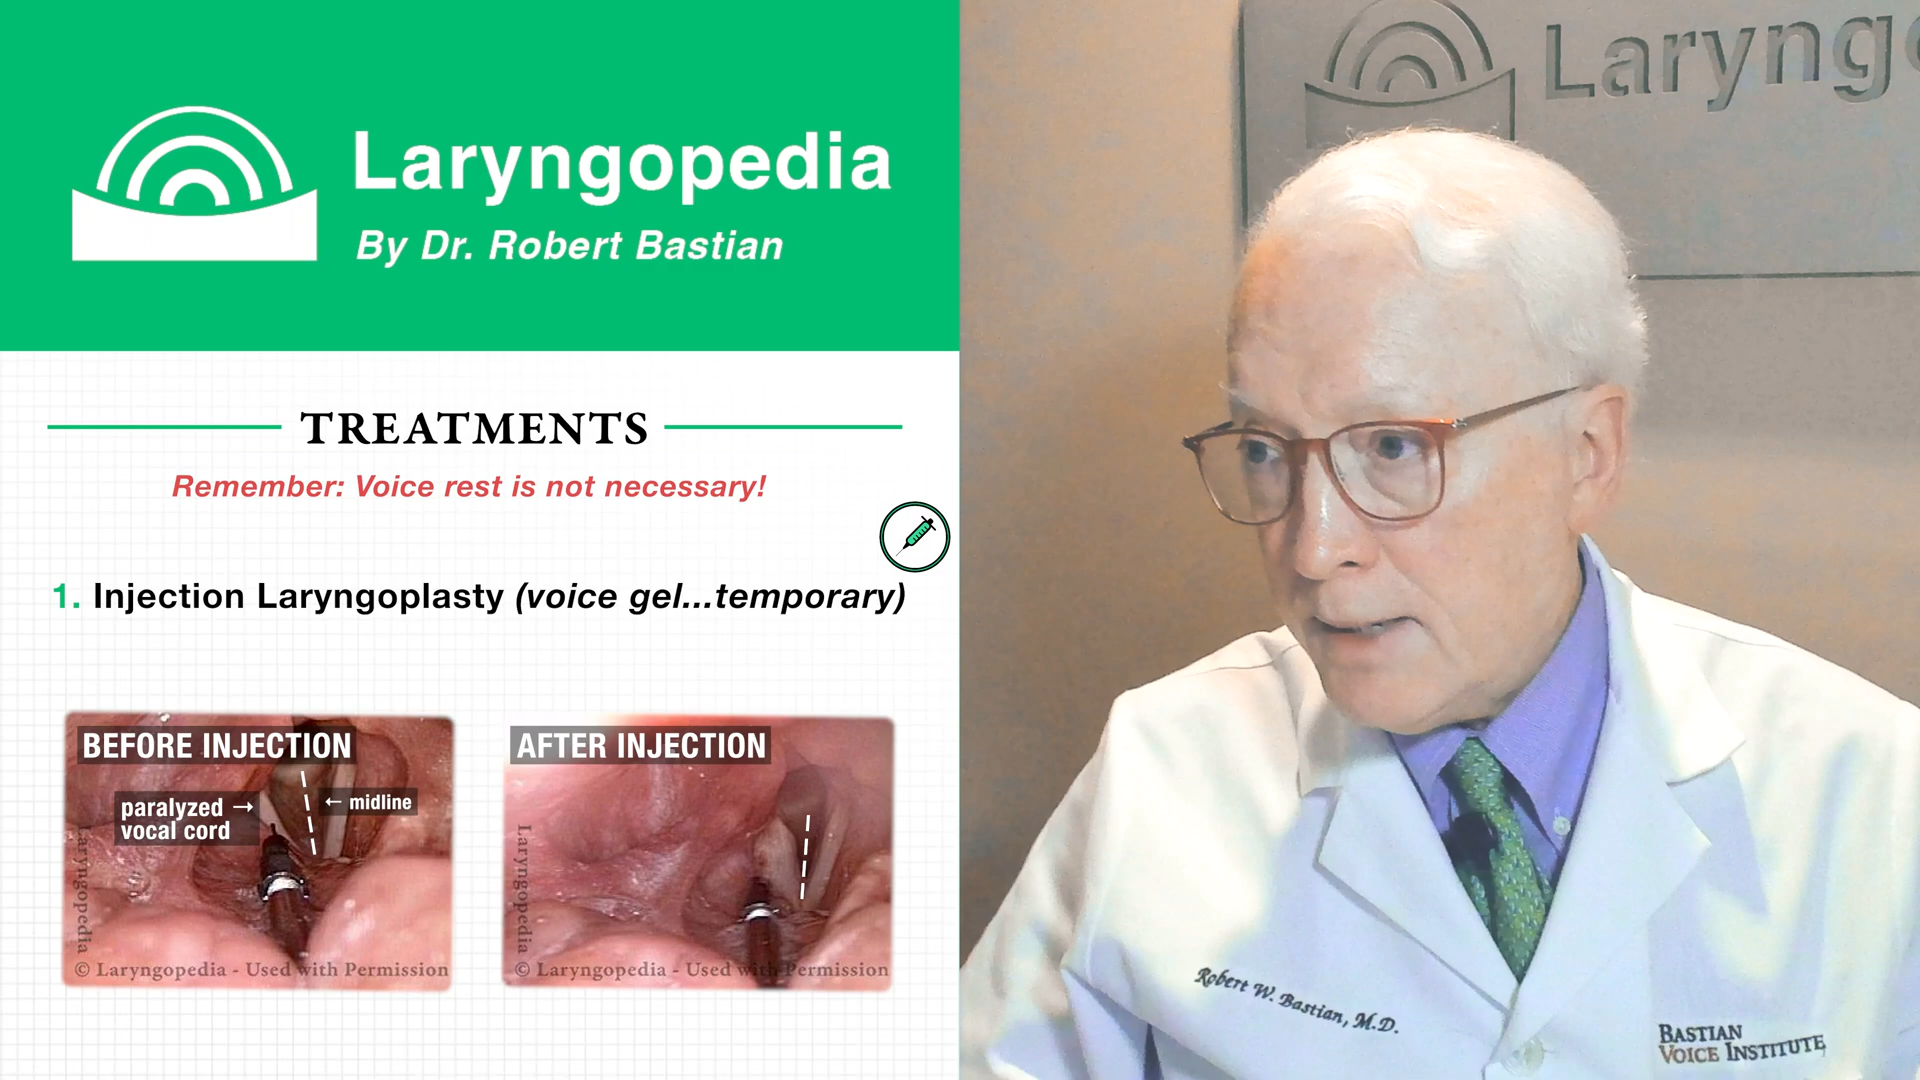 Laryngopedia
By Dr. Robert Bastian
TREATMENTS
Remember: Voice rest is not necessary!
1. Injection Laryngoplasty (voice gel...temporary)
BEFORE INJECTION
paralyzed →
vocal cord
← midline
Laryngopedia
© Laryngopedia - Used with Permission
AFTER INJECTION
Laryngopedia
© Laryngopedia - Used with Permission
Laryngo
Robert W. Bastian, M.D.
BASTIAN
VOICE INSTITUTE